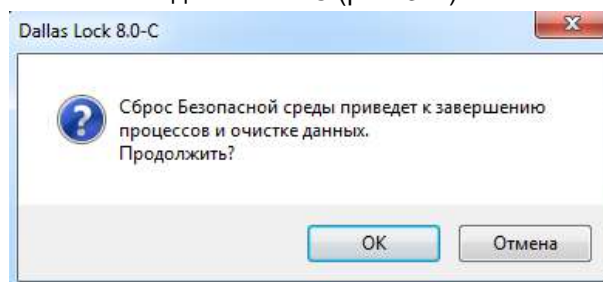 Dallas Lock 8.0-C
Сброс Безопасной среды приведет к завершению
процессов и очистке данных.
Продолжить?
OK
Отмена